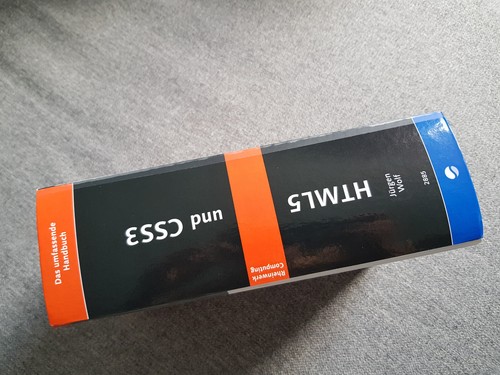 2885
Jürgen
Wolf
HTML5
Rheinwerk
Computing
und
CSS3
Das umfassende
Handbuch